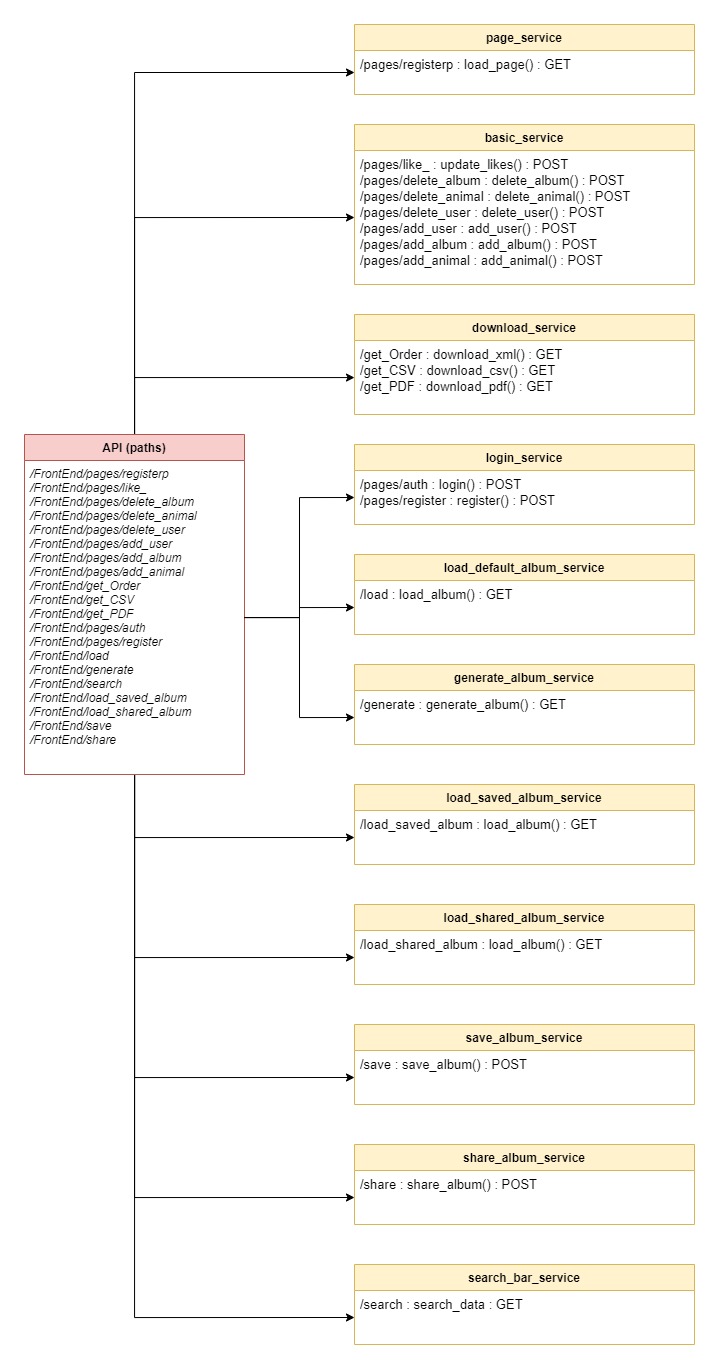 page_service
/pages/registerp : load_page() : GET
basic_service
/pages/like_ : update_likes() : POST
/pages/delete_album : delete_album() : POST
/pages/delete_animal : delete_animal() : POST
/pages/delete_user : delete_user() : POST
/pages/add_user : add_user() : POST
/pages/add_album : add_album() : POST
/pages/add_animal : add_animal() : POST
download_service
/get_Order : download_xml() : GET
/get_CSV : download_csv() : GET
/get_PDF : download_pdf() : GET
API (paths)
/FrontEnd/pages/registerp
/FrontEnd/pages/like_
/FrontEnd/pages/delete_album
/FrontEnd/pages/delete_animal
/FrontEnd/pages/delete_user
/FrontEnd/pages/add_user
/FrontEnd/pages/add_album
/FrontEnd/pages/add_animal
/FrontEnd/get_Order
/FrontEnd/get_CSV
/FrontEnd/get_PDF
/FrontEnd/pages/auth
/FrontEnd/pages/register
/FrontEnd/load
/FrontEnd/generate
/FrontEnd/search
/FrontEnd/load_saved_album
/FrontEnd/load_shared_album
/FrontEnd/save
/FrontEnd/share
login_service
/pages/auth : login() : POST
/pages/register : register() : POST
load_default_album_service
/load : load_album() : GET
generate_album_service
/generate : generate_album() : GET
load_saved_album_service
/load_saved_album : load_album() : GET
load_shared_album_service
/load_shared_album : load_album() : GET
save_album_service
/save : save_album() : POST
share_album_service
/share : share_album() : POST
search_bar_service
/search : search_data : GET